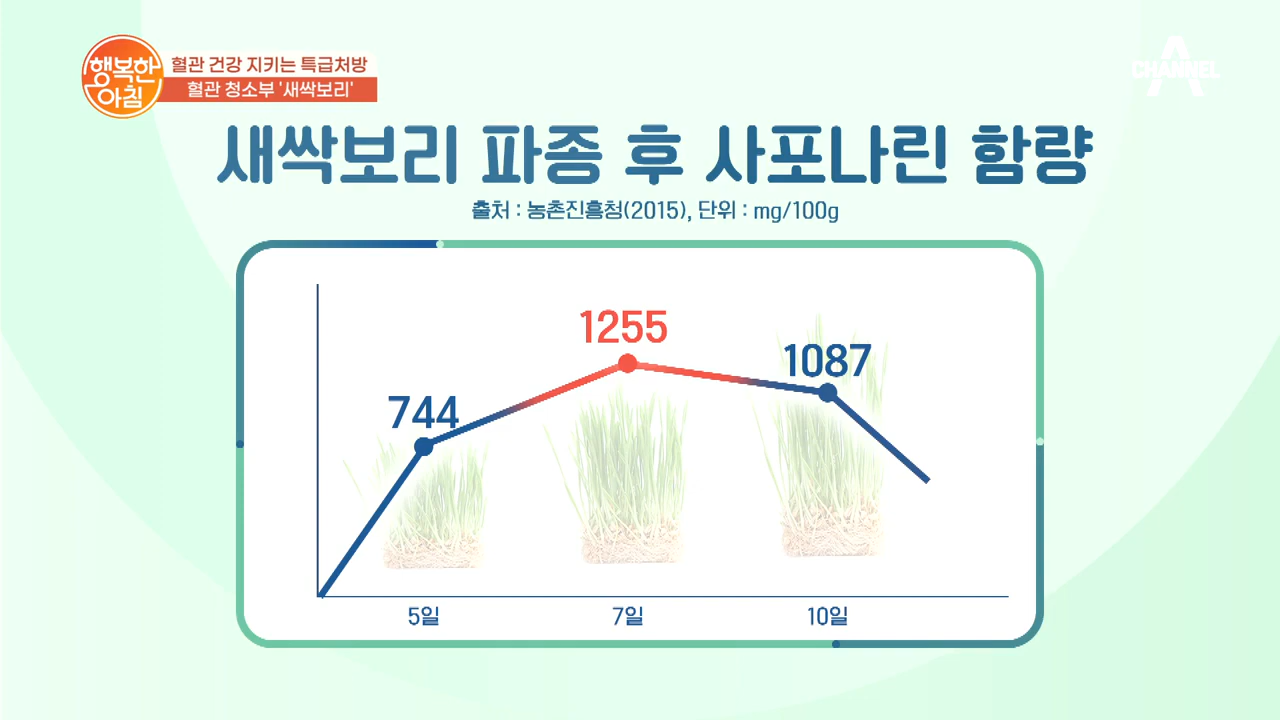 행복한
아침
혈관 건강 지키는 특급처방
혈관 청소부 '새싹보리'
CHANNEL A
새싹보리 파종 후 사포나린 함량
출처 : 농촌진흥청(2015), 단위 : mg/100g
1255
1087
744
5일
7일
10일